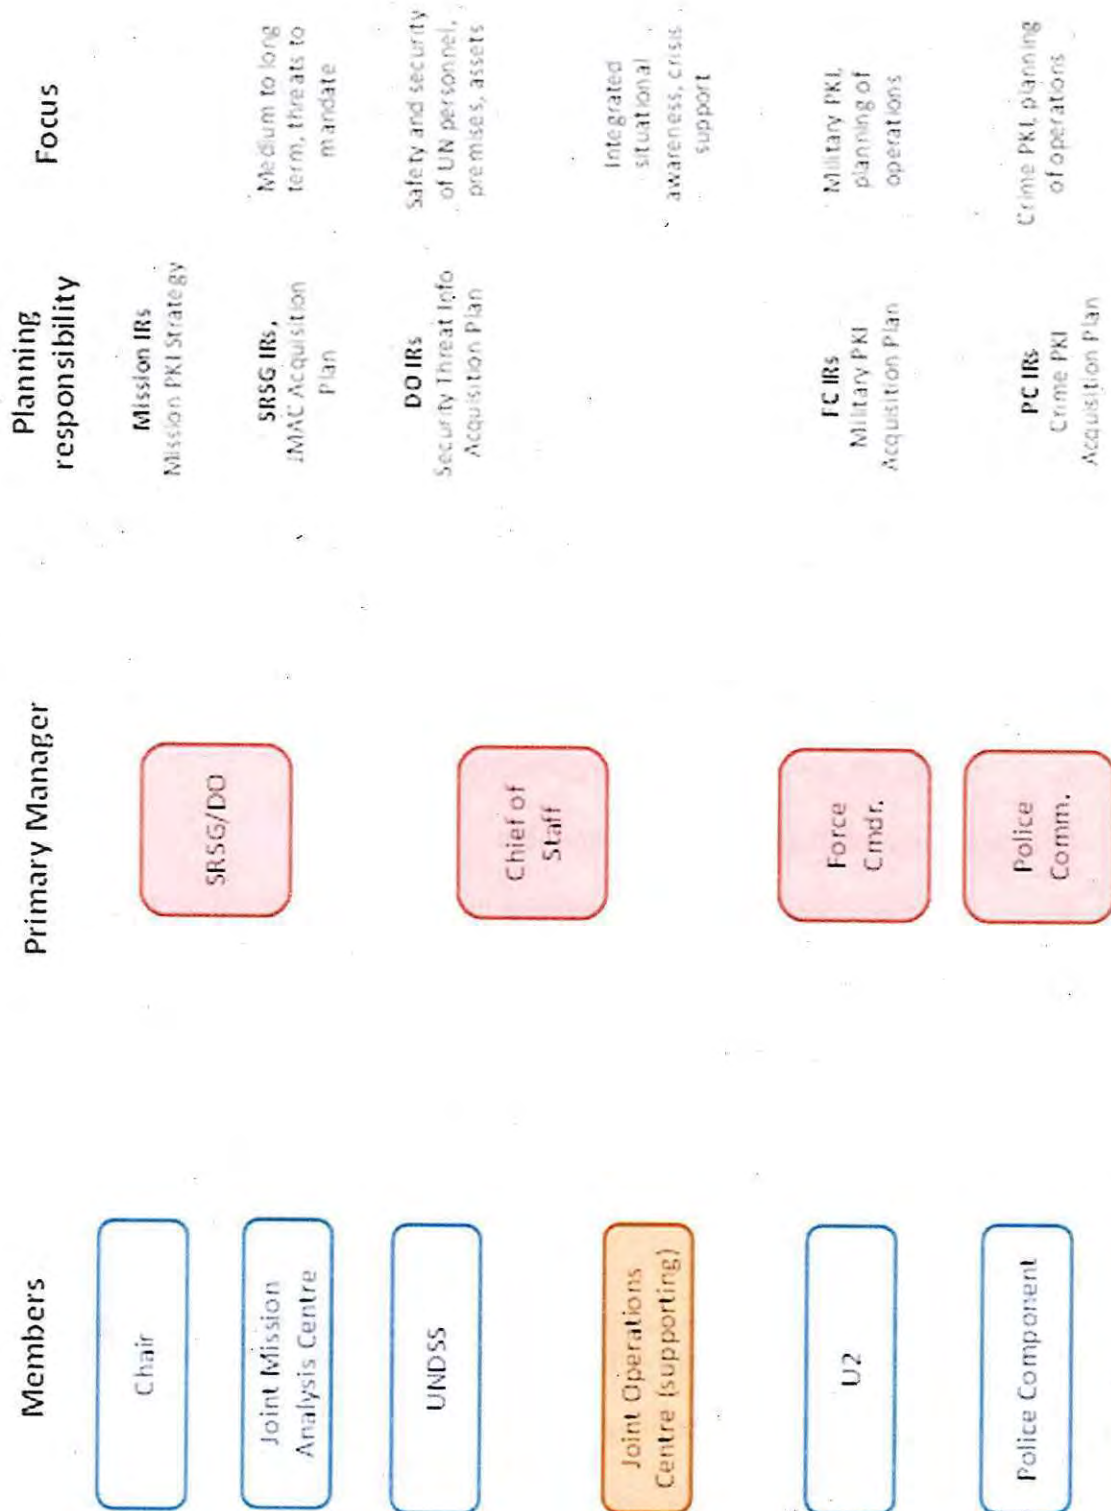 Members
Primary Manager
Planning
responsibility
Focus
Chair
Mission IRs
Mission PKI Strategy
Joint Mission
Analysis Centre
SRSG/DO
SRSG IRs,
JMAC Acquisition
Plan
Medium to long
term, threats to
mandate
UNDSS
DO IRs
Security Threat Info
Acquisition Plan
Safety and security
of UN personnel,
premises, assets
Chief of
Staff
Joint Operations
Centre (supporting)
Integrated
situational
awareness, crisis
support
U2
Force
Cmdr.
FC IRs
Military PKI
Acquisition Plan
Military PKI,
planning of
operations
Police Component
Police
Comm.
PC IRs
Crime PKI
Acquisition Plan
Crime PKI, planning
of operations